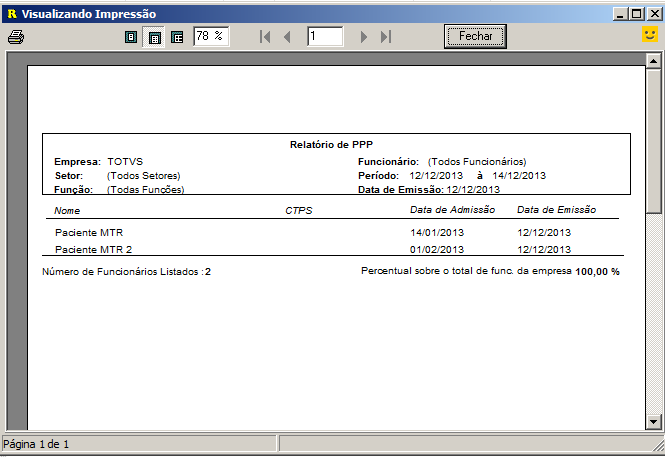 R Visualizando Impressão
78 % 1 Fechar
Relatório de PPP
Empresa: TOTVS Funcionário: (Todos Funcionários)
Setor: (Todos Setores) Período: 12/12/2013 à 14/12/2013
Função: (Todas Funções) Data de Emissão: 12/12/2013
Nome CTPS Data de Admissão Data de Emissão
Paciente MTR 14/01/2013 12/12/2013
Paciente MTR 2 01/02/2013 12/12/2013
Número de Funcionários Listados : 2 Percentual sobre o total de func. da empresa 100,00 %
Página 1 de 1